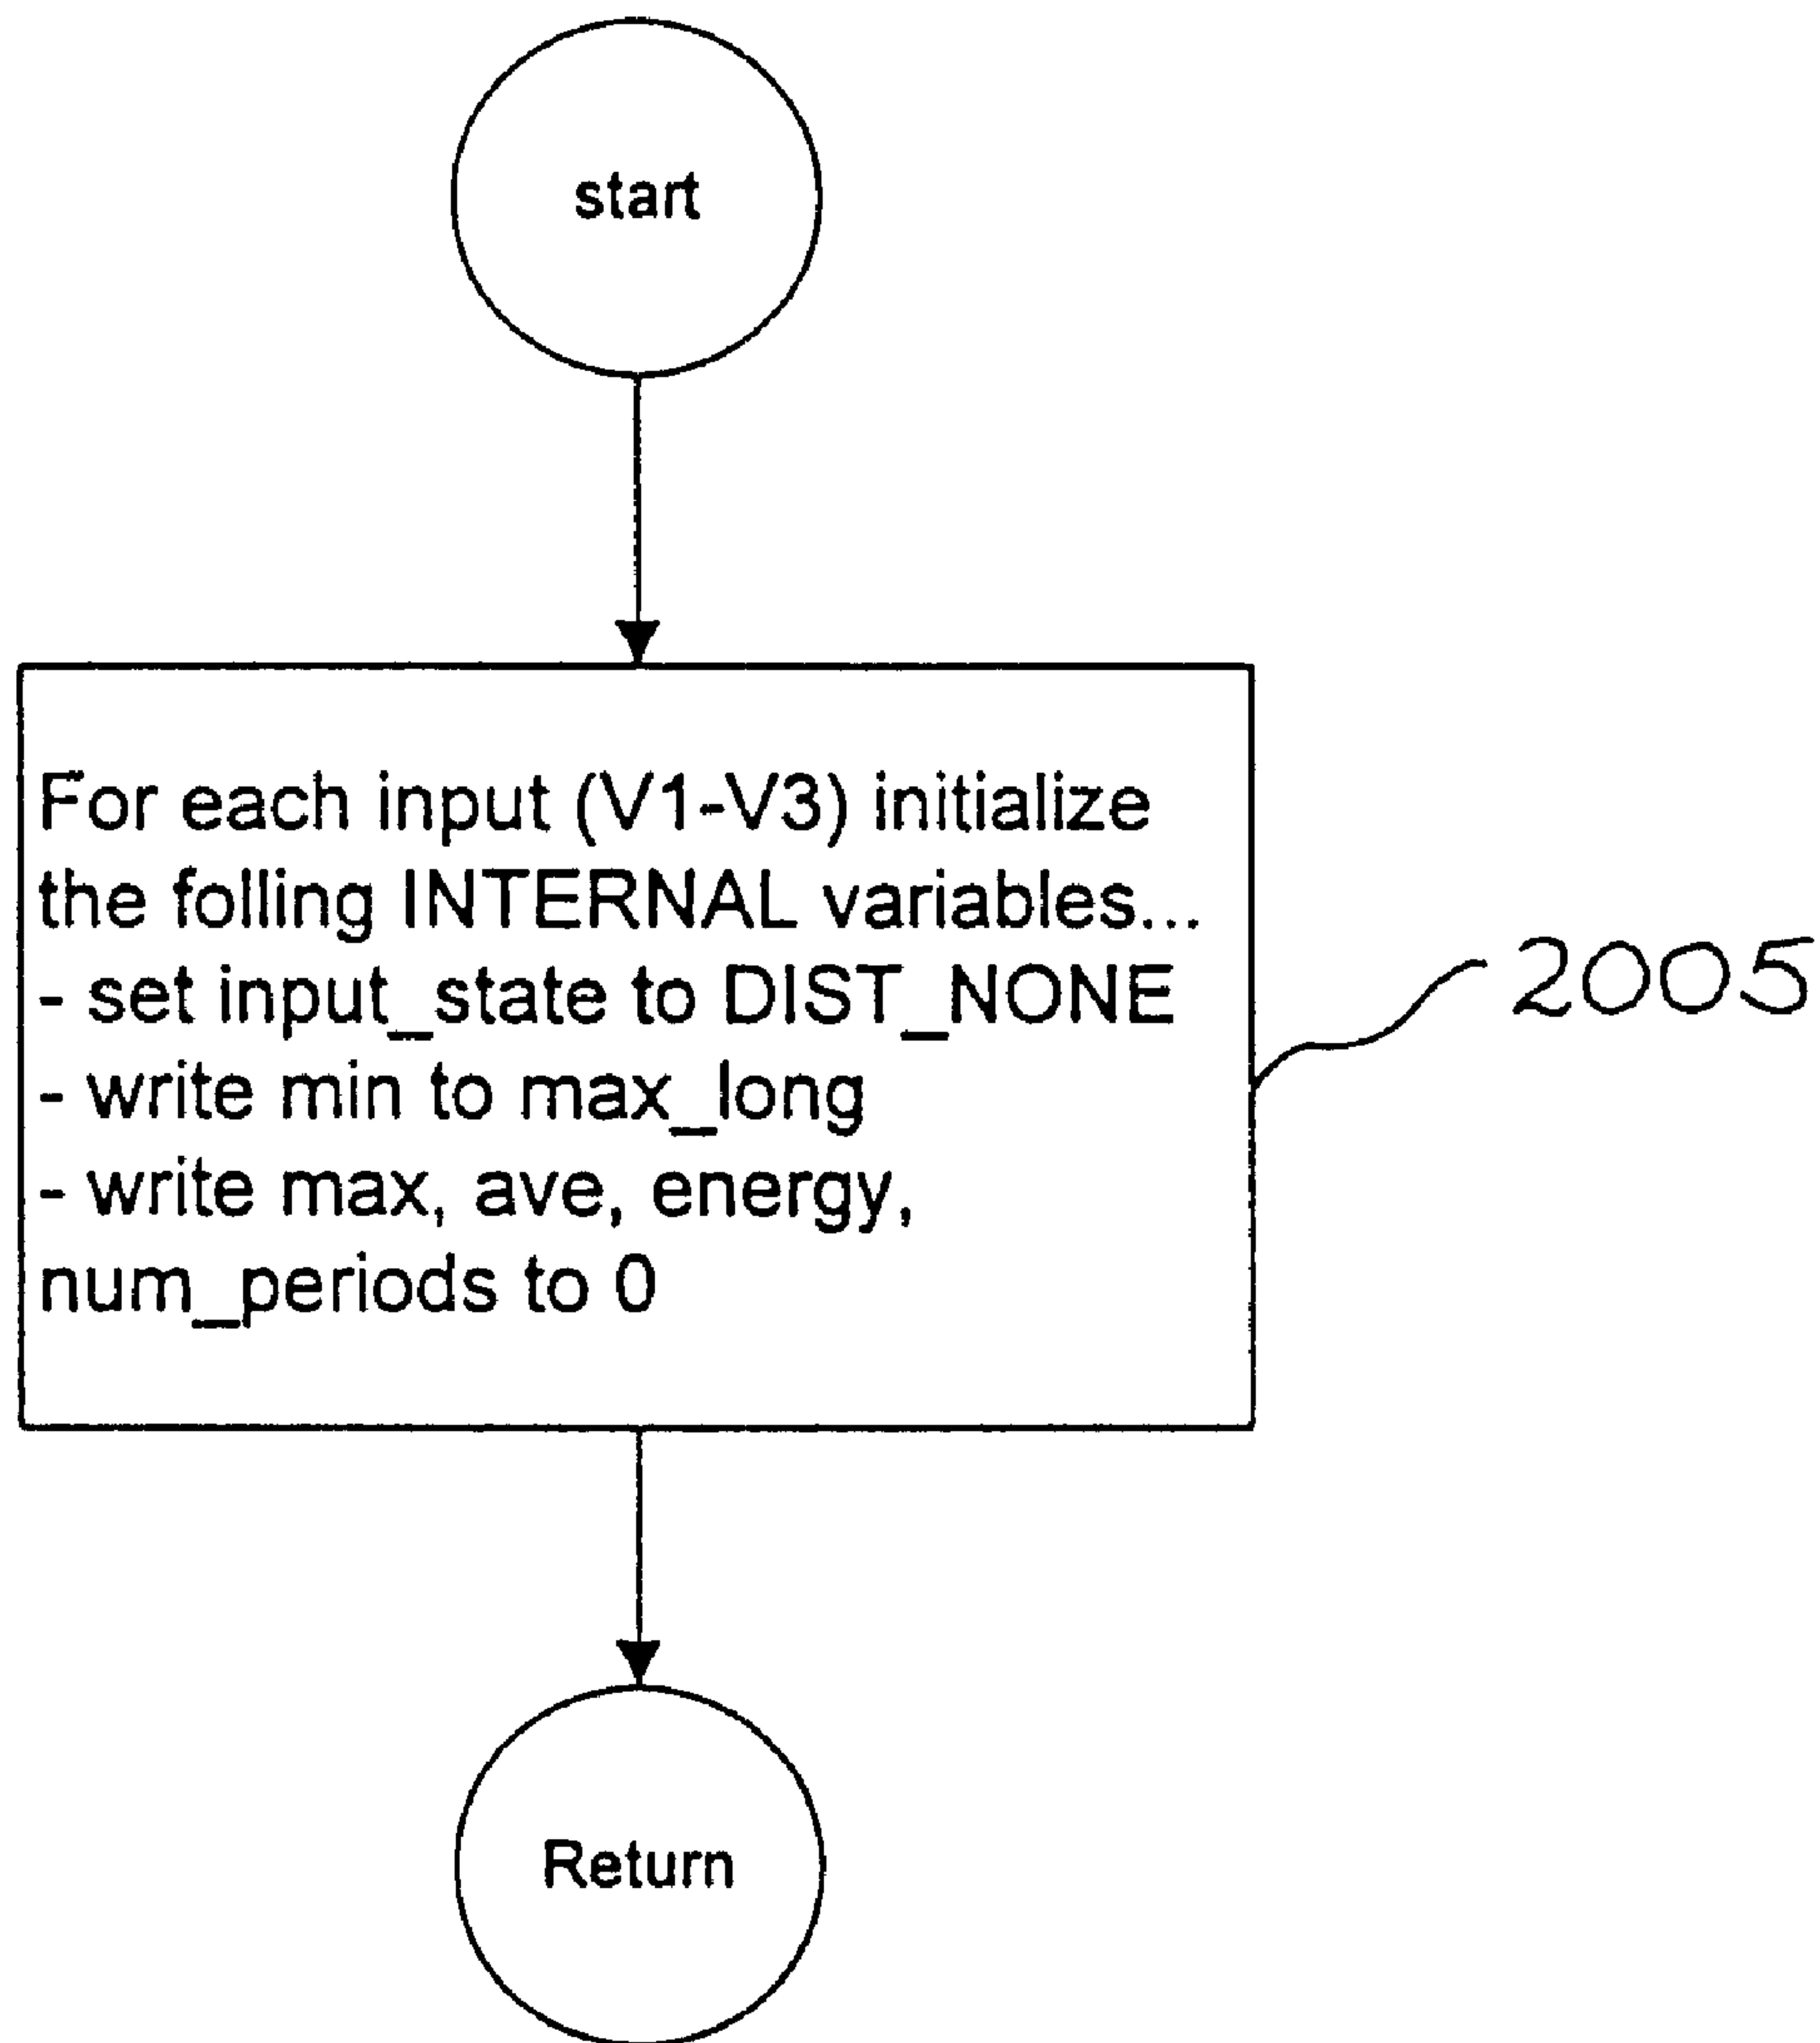 start
For each input (V1-V3) initialize
the folling INTERNAL variables...
- set input_state to DIST_NONE
- write min to max_long
- write max, ave, energy,
num_periods to 0
2005
Return